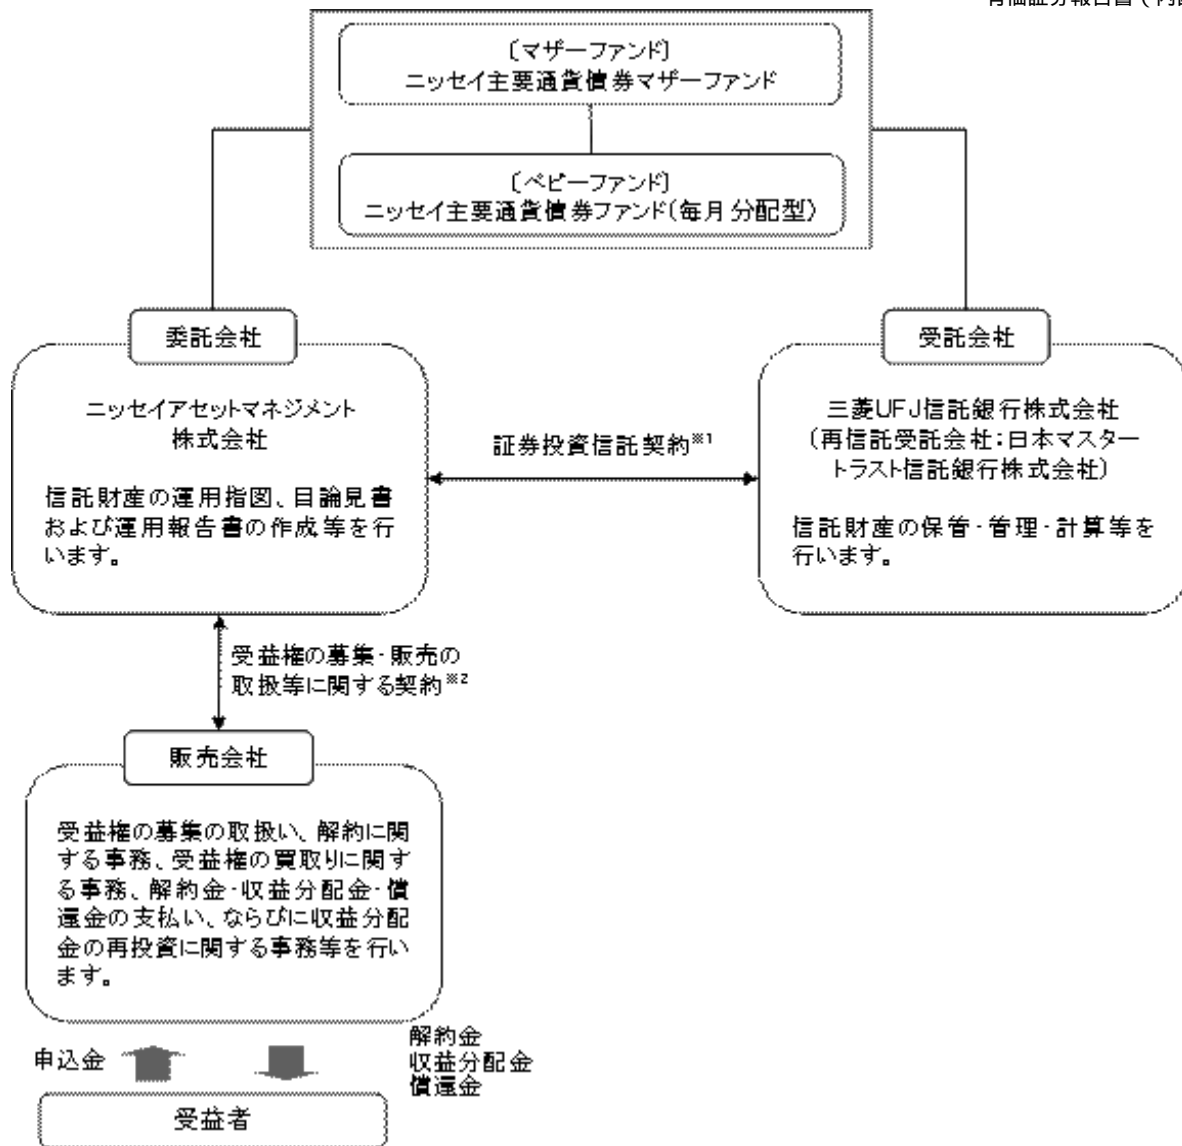 〔マザーファンド〕
ニッセイ主要通貨債券マザーファンド
〔ベビーファンド〕
ニッセイ主要通貨債券ファンド(毎月分配型)
委託会社
ニッセイアセットマネジメント
株式会社
信託財産の運用指図、目論見書
および運用報告書の作成等を行
います。
証券投資信託契約※1
受託会社
三菱UFJ信託銀行株式会社
(再信託受託会社:日本マスター
トラスト信託銀行株式会社)
信託財産の保管・管理・計算等を
行います。
受益権の募集・販売の
取扱等に関する契約※2
販売会社
受益権の募集の取扱い、解約に関
する事務、受益権の買取りに関す
る事務、解約金・収益分配金・償
還金の支払い、ならびに収益分配
金の再投資に関する事務等を行い
ます。
申込金
解約金
収益分配金
償還金
受益者